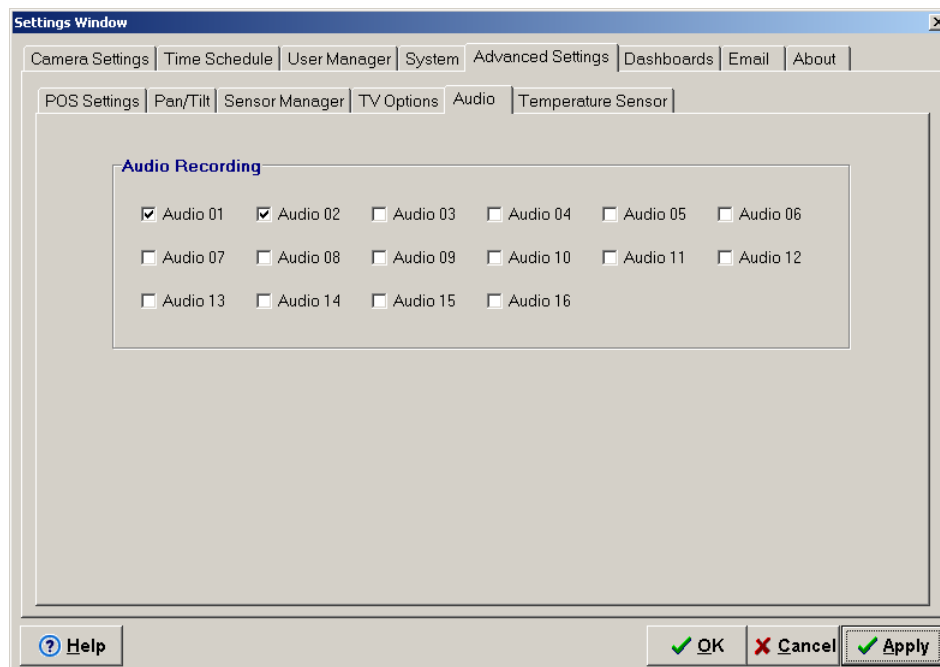 Settings Window
Camera Settings Time Schedule User Manager System Advanced Settings Dashboards Email About
POS Settings Pan/Tilt Sensor Manager TV Options Audio Temperature Sensor
Audio Recording
Audio 01 Audio 02 Audio 03 Audio 04 Audio 05 Audio 06
Audio 07 Audio 08 Audio 09 Audio 10 Audio 11 Audio 12
Audio 13 Audio 14 Audio 15 Audio 16
Help OK Cancel Apply